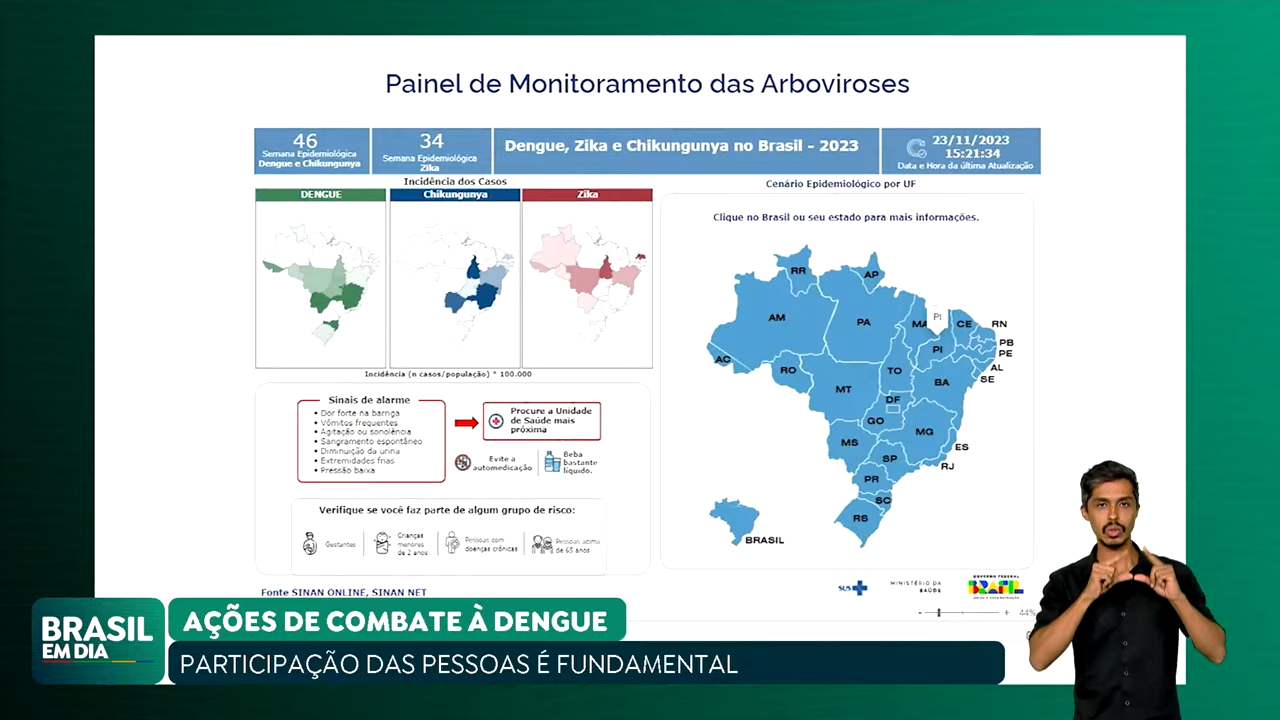 Painel de Monitoramento das Arboviroses
46
Semana Epidemiológica
Dengue e Chikungunya
34
Semana Epidemiológica
Zika
Dengue, Zika e Chikungunya no Brasil - 2023
23/11/2023
15:21:34
Data e Hora da última Atualização
Incidência dos Casos
DENGUE
Chikungunya
Zika
Incidência (n casos/população) * 100.000
Cenário Epidemiológico por UF
Clique no Brasil ou seu estado para mais informações.
RR
AP
AM
PA
MA
PI
CE
RN
PI
PB
PE
AC
RO
TO
AL
SE
MT
BA
DF
GO
MG
MS
ES
SP
RJ
PR
SC
RS
BRASIL
Sinais de alarme
• Dor forte na barriga
• Vômitos frequentes
• Agitação ou sonolência
• Sangramento espontâneo
• Diminuição da urina
• Extremidades frias
• Pressão baixa
Procure a Unidade
de Saúde mais
próxima
Evite a
automedicação
Beba
bastante
líquido.
Verifique se você faz parte de algum grupo de risco:
Gestantes
Crianças
menores
de 2 anos
Pessoas com
doenças crônicas
Pessoas acima
de 65 anos
Fonte SINAN ONLINE, SINAN NET
SUS
MINISTÉRIO DA
SAÚDE
GOVERNO FEDERAL
BRASIL
UNIÃO E RECONSTRUÇÃO
- + 44%
BRASIL
EM DIA
AÇÕES DE COMBATE À DENGUE
PARTICIPAÇÃO DAS PESSOAS É FUNDAMENTAL